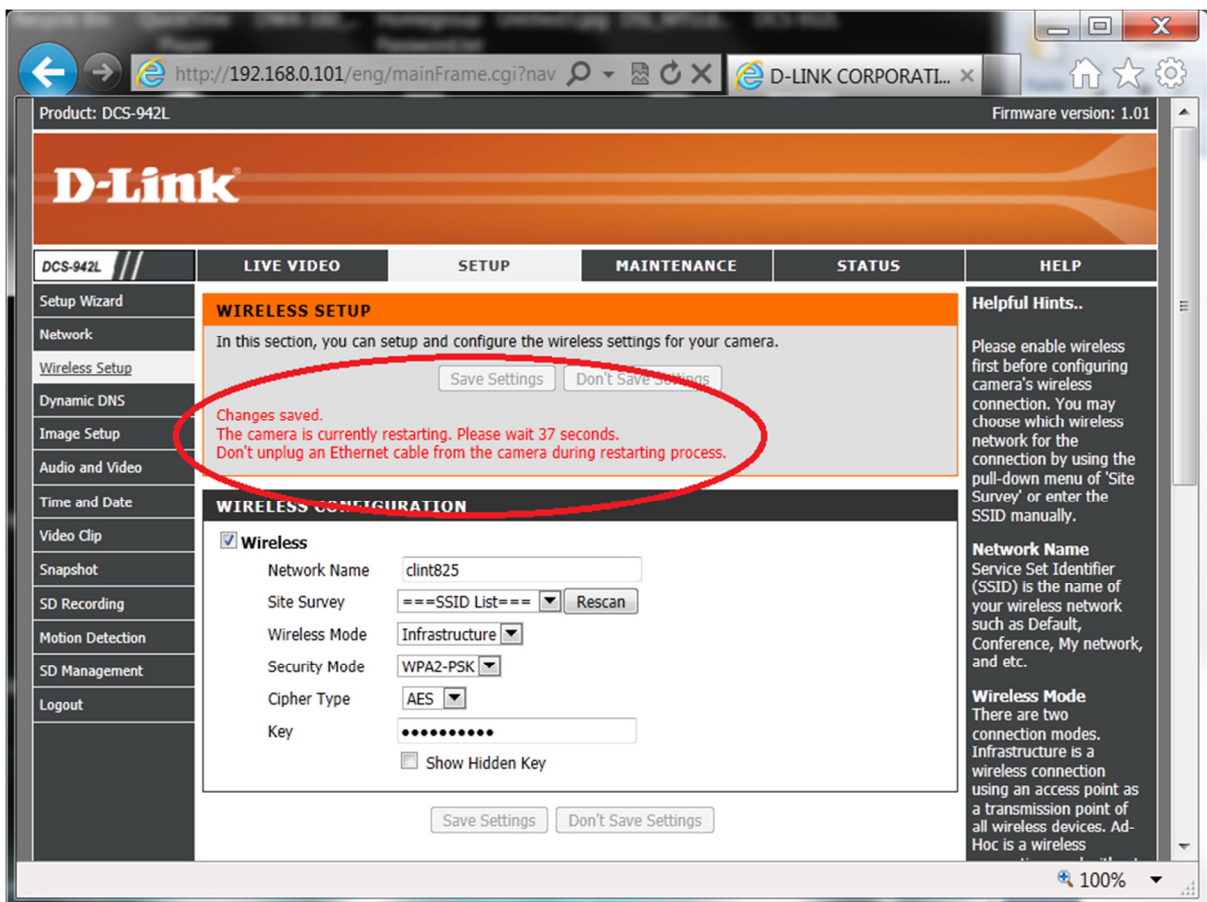 http://192.168.0.101/eng/mainFrame.cgi?nav
D-LINK CORPORATI...
Product: DCS-942L
Firmware version: 1.01
D-Link
DCS-942L
LIVE VIDEO
SETUP
MAINTENANCE
STATUS
HELP
Setup Wizard
Network
Wireless Setup
Dynamic DNS
Image Setup
Audio and Video
Time and Date
Video Clip
Snapshot
SD Recording
Motion Detection
SD Management
Logout
WIRELESS SETUP
In this section, you can setup and configure the wireless settings for your camera.
Save Settings
Don't Save Settings
Changes saved.
The camera is currently restarting. Please wait 37 seconds.
Don't unplug an Ethernet cable from the camera during restarting process.
WIRELESS CONFIGURATION
Wireless
Network Name clint825
Site Survey ===SSID List=== Rescan
Wireless Mode Infrastructure
Security Mode WPA2-PSK
Cipher Type AES
Key ••••••••••
Show Hidden Key
Save Settings
Don't Save Settings
Helpful Hints..
Please enable wireless
first before configuring
camera's wireless
connection. You may
choose which wireless
network for the
connection by using the
pull-down menu of 'Site
Survey' or enter the
SSID manually.
Network Name
Service Set Identifier
(SSID) is the name of
your wireless network
such as Default,
Conference, My network,
and etc.
Wireless Mode
There are two
connection modes.
Infrastructure is a
wireless connection
using an access point as
a transmission point of
all wireless devices. Ad-
Hoc is a wireless
100%